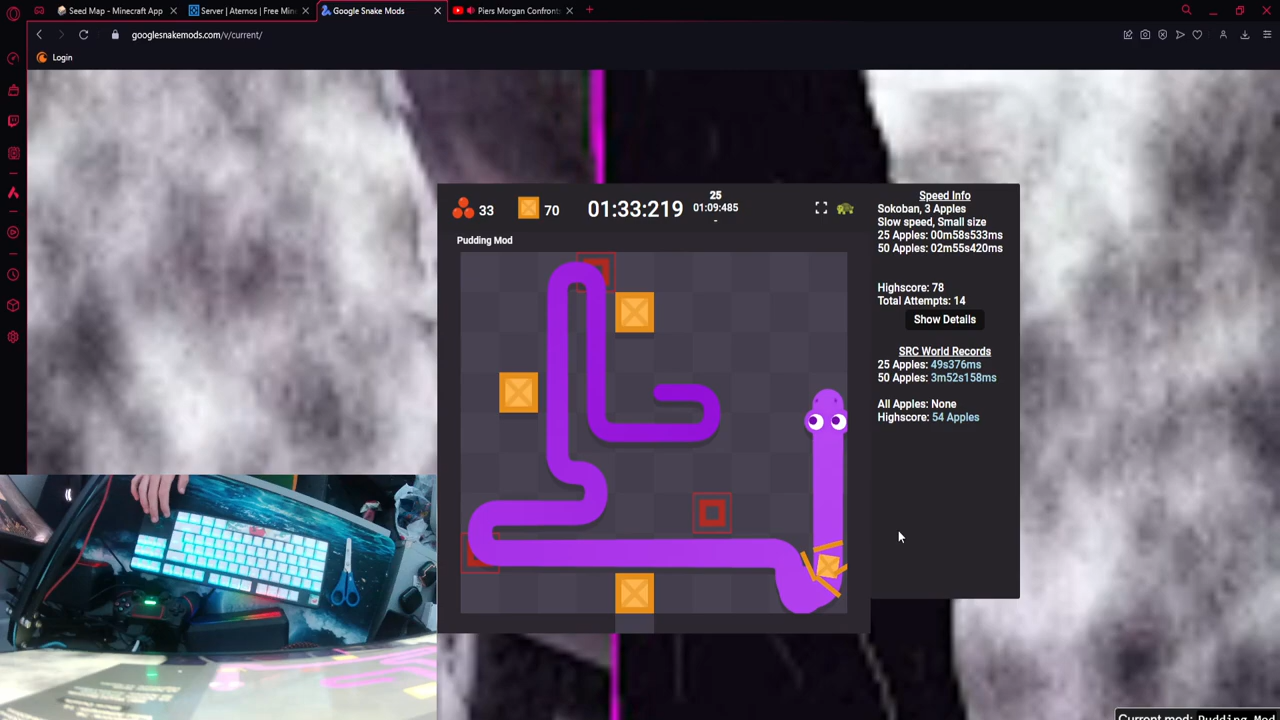 Seed Map - Minecraft App
Server | Aternos | Free Min
Google Snake Mods
Piers Morgan Confront
googlesnakemods.com/v/current/
Login
33
70
01:33:219
25
01:09:485
-
Pudding Mod
Speed Info
Sokoban, 3 Apples
Slow speed, Small size
25 Apples: 00m58s533ms
50 Apples: 02m55s420ms
Highscore: 78
Total Attempts: 14
Show Details
SRC World Records
25 Apples: 49s376ms
50 Apples: 3m52s158ms
All Apples: None
Highscore: 54 Apples
Current mod: Pudding Mod